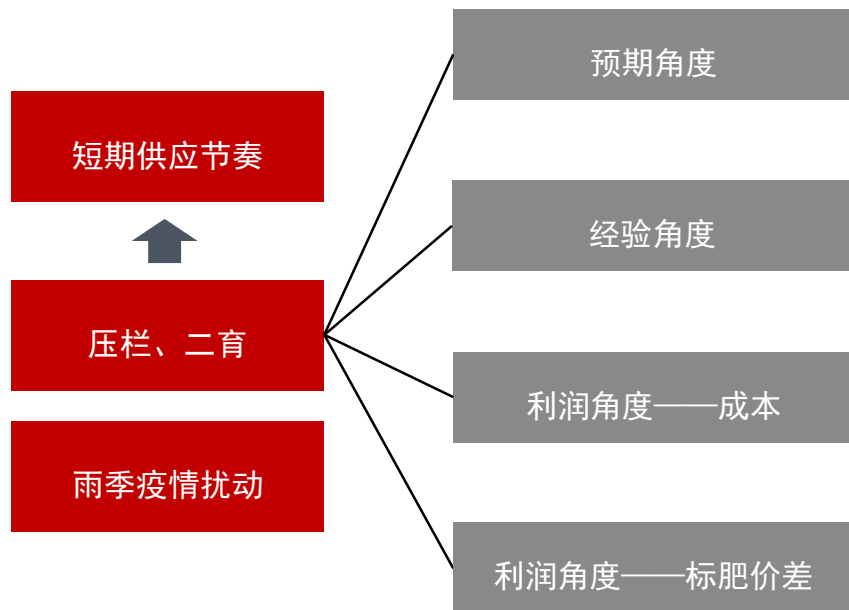 短期供应节奏
压栏、二育
雨季疫情扰动
预期角度
经验角度
利润角度——成本
利润角度——标肥价差